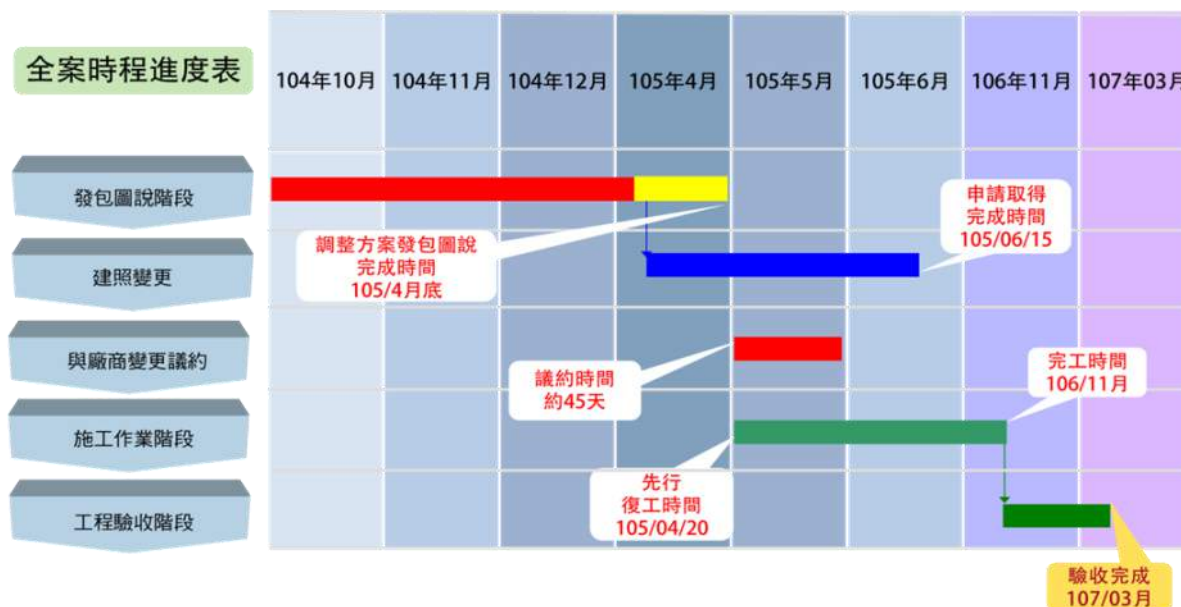 全案時程進度表
104年10月
104年11月
104年12月
105年4月
105年5月
105年6月
106年11月
107年03月
發包圖說階段
申請取得
完成時間
105/06/15
調整方案發包圖說
完成時間
105/4月底
建照變更
與廠商變更議約
議約時間
約45天
完工時間
106/11月
施工作業階段
先行
復工時間
105/04/20
工程驗收階段
驗收完成
107/03月